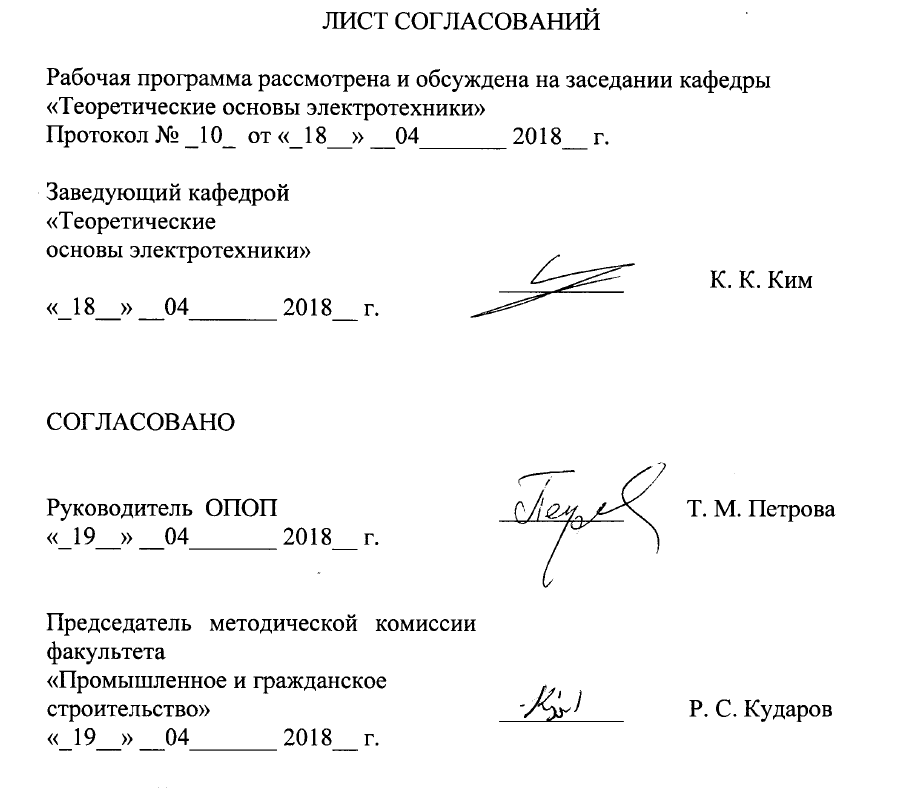 ЛИСТ СОГЛАСОВАНИЙ
Рабочая программа рассмотрена и обсуждена на заседании кафедры
«Теоретические основы электротехники»
Протокол № _10_ от «_18__» __04_______ 2018__ г.
Заведующий кафедрой
«Теоретические
основы электротехники»
К. К. Ким
«_18__» __04_______ 2018__ г.
СОГЛАСОВАНО
Руководитель ОПОП
Т. М. Петрова
«_19__» __04_______ 2018__ г.
Председатель методической комиссии
факультета
«Промышленное и гражданское
строительство»
Р. С. Кударов
«_19__» __04_______ 2018__ г.